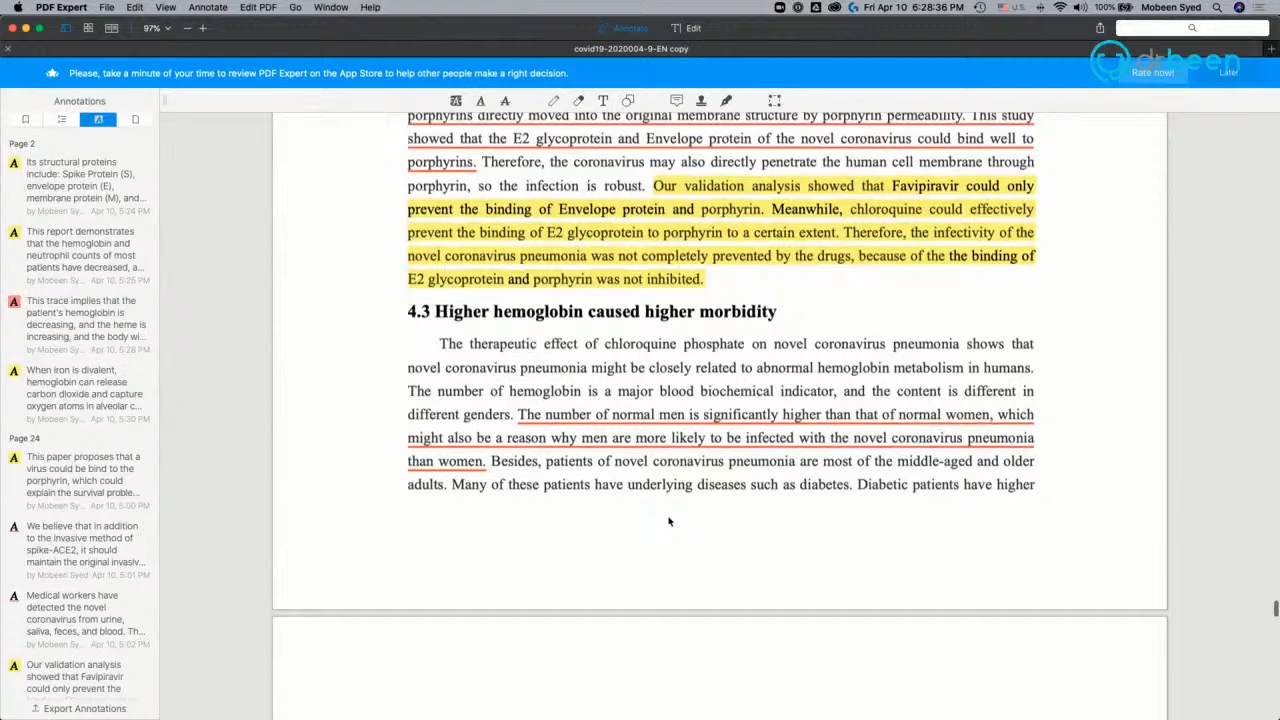 PDF Expert File Edit View Annotate Edit PDF Go Window Help
U.S. 100% Fri Apr 10 6:28:36 PM Mobeen Syed
97% Annotate Edit
covid19-2020004-9-EN copy
drbeen
Please, take a minute of your time to review PDF Expert on the App Store to help other people make a right decision. Rate now! Later
Annotations
Page 2
Its structural proteins
include: Spike Protein (S),
envelope protein (E),
membrane protein (M), and...
by Mobeen Sy... Apr 10, 5:24 PM
This report demonstrates
that the hemoglobin and
neutrophil counts of most
patients have decreased, a...
by Mobeen Sy... Apr 10, 5:25 PM
This trace implies that the
patient's hemoglobin is
decreasing, and the heme is
increasing, and the body wi...
by Mobeen Sy... Apr 10, 5:28 PM
When iron is divalent,
hemoglobin can release
carbon dioxide and capture
oxygen atoms in alveolar c...
by Mobeen Sy... Apr 10, 5:30 PM
Page 24
This paper proposes that a
virus could be bind to the
porphyrin, which could
explain the survival proble...
by Mobeen Sy... Apr 10, 5:00 PM
We believe that in addition
to the invasive method of
spike-ACE2, it should
maintain the original invasiv...
by Mobeen Syed Apr 10, 5:01 PM
Medical workers have
detected the novel
coronavirus from urine,
saliva, feces, and blood. Th...
by Mobeen Sy... Apr 10, 5:02 PM
Our validation analysis
showed that Favipiravir
could only prevent the
Export Annotations
porphyrins directly moved into the original membrane structure by porphyrin permeability. This study
showed that the E2 glycoprotein and Envelope protein of the novel coronavirus could bind well to
porphyrins. Therefore, the coronavirus may also directly penetrate the human cell membrane through
porphyrin, so the infection is robust. Our validation analysis showed that Favipiravir could only
prevent the binding of Envelope protein and porphyrin. Meanwhile, chloroquine could effectively
prevent the binding of E2 glycoprotein to porphyrin to a certain extent. Therefore, the infectivity of the
novel coronavirus pneumonia was not completely prevented by the drugs, because of the the binding of
E2 glycoprotein and porphyrin was not inhibited.
4.3 Higher hemoglobin caused higher morbidity
The therapeutic effect of chloroquine phosphate on novel coronavirus pneumonia shows that
novel coronavirus pneumonia might be closely related to abnormal hemoglobin metabolism in humans.
The number of hemoglobin is a major blood biochemical indicator, and the content is different in
different genders. The number of normal men is significantly higher than that of normal women, which
might also be a reason why men are more likely to be infected with the novel coronavirus pneumonia
than women. Besides, patients of novel coronavirus pneumonia are most of the middle-aged and older
adults. Many of these patients have underlying diseases such as diabetes. Diabetic patients have higher